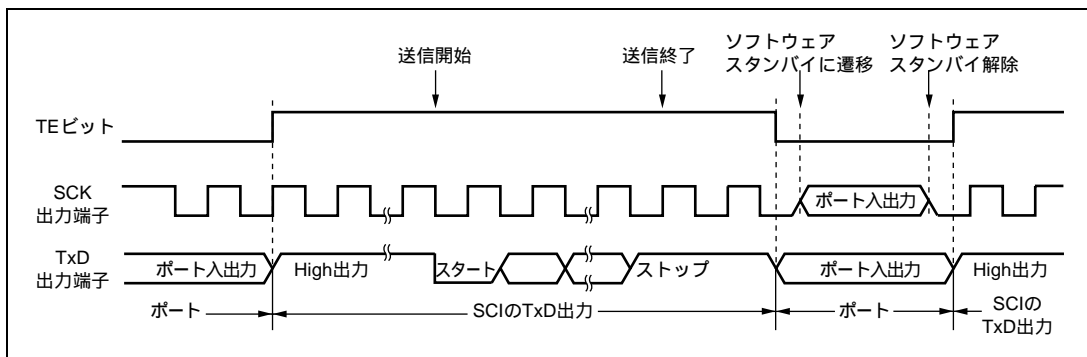 送信開始
送信終了
ソフトウェア
スタンバイに遷移
ソフトウェア
スタンバイ解除
TEビット
SCK
出力端子
ポート入出力
TxD
出力端子
ポート入出力
High出力
スタート
ストップ
ポート入出力
High出力
ポート
SCIのTxD出力
ポート
SCIの
TxD出力